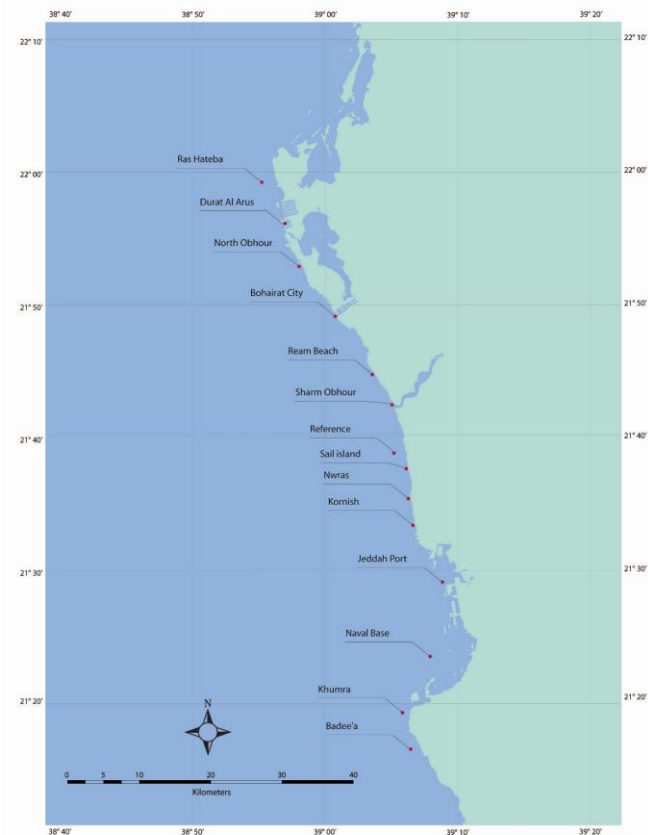 38° 40'
38° 50'
39° 00'
39° 10'
39° 20'
22° 10'
22° 10'
Ras Hateba
22° 00'
22° 00'
Durat Al Arus
North Obhour
Bohairat City
21° 50'
21° 50'
Ream Beach
Sharm Obhour
Reference
21° 40'
21° 40'
Sail island
Nwras
Kornish
Jeddah Port
21° 30'
21° 30'
Naval Base
Khumra
21° 20'
21° 20'
N
Badee'a
0 5 10 20 30 40
Kilometers
38° 40'
38° 50'
39° 00'
39° 10'
39° 20'